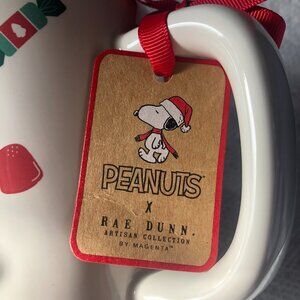 PEANUTS
X
RAE DUNN.
ARTISAN COLLECTION
BY MAGENTA™